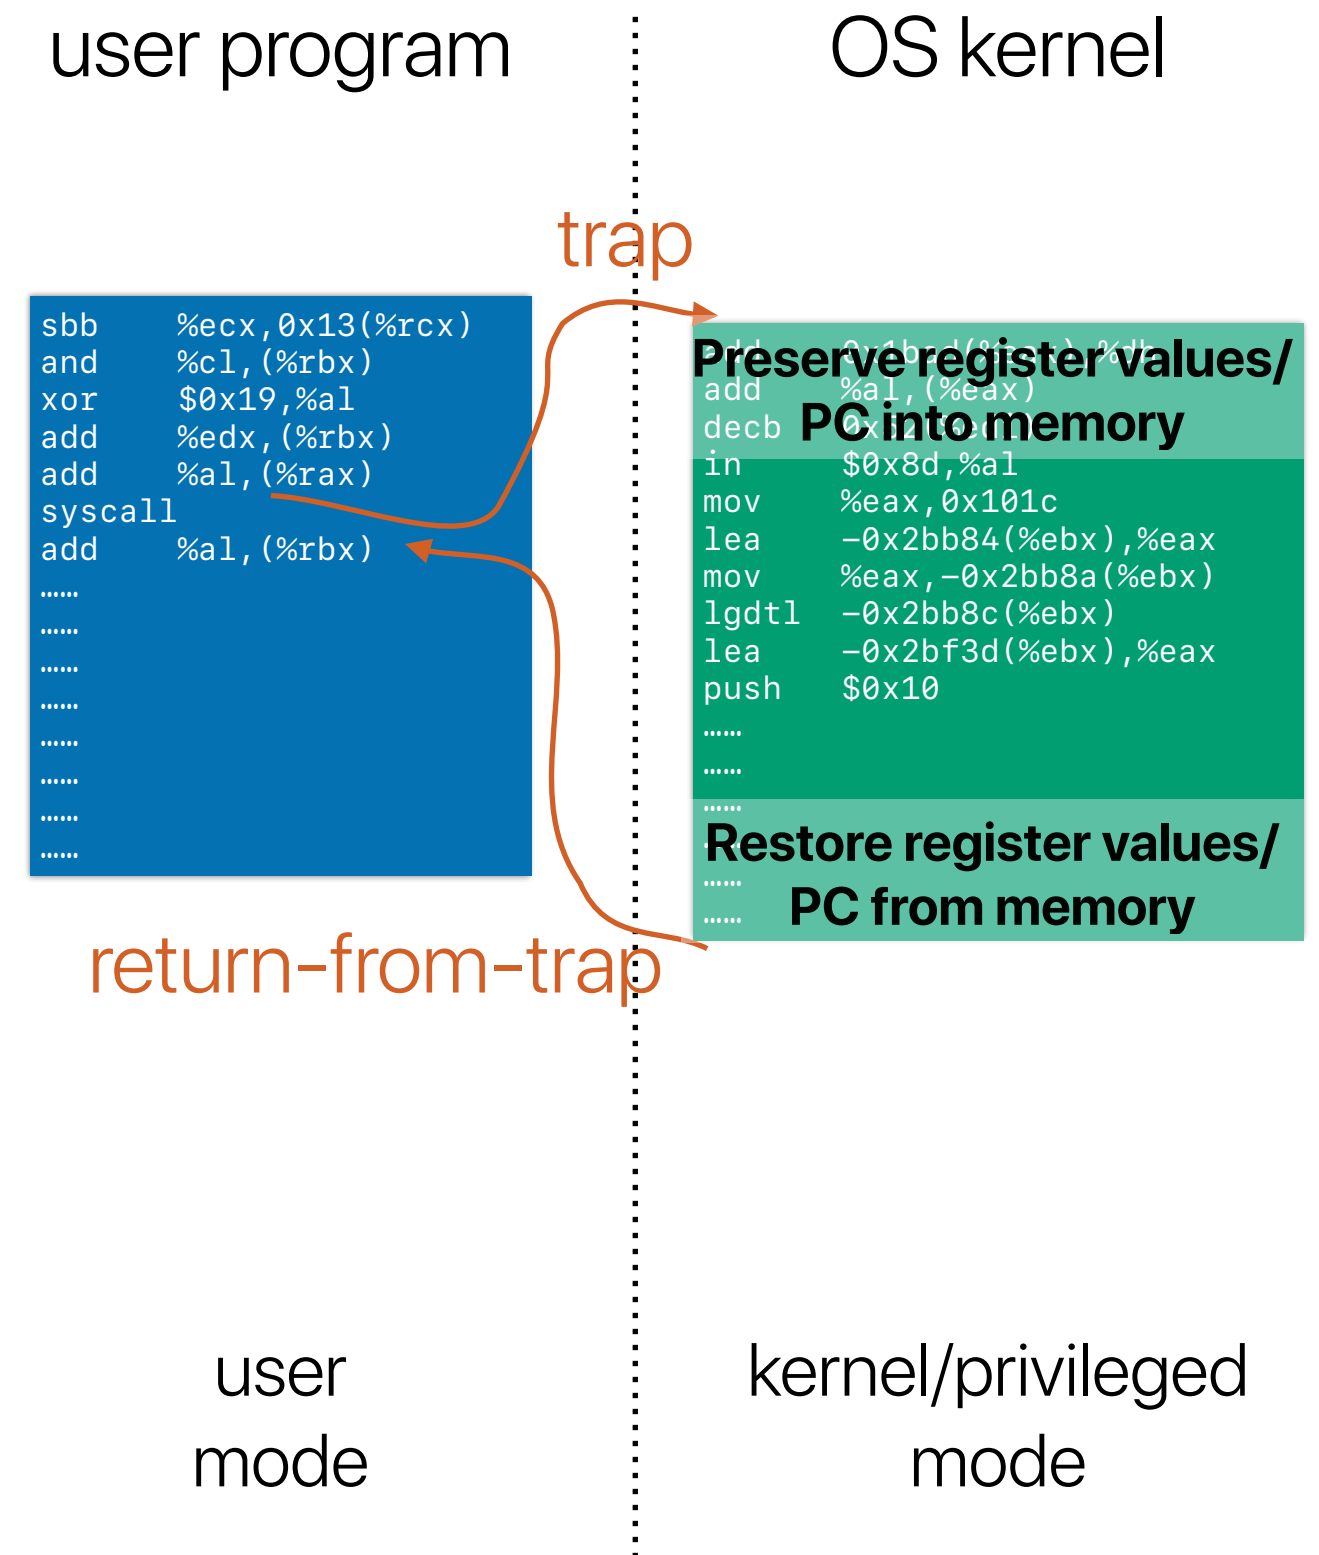 user program
OS kernel
trap
sbb %ecx,0x13(%rcx)
and %cl,(%rbx)
xor $0x19,%al
add %edx,(%rbx)
add %al,(%rax)
syscall
add %al,(%rbx)
……
……
……
……
……
……
……
……
Preserve register values/
PC into memory
add
add %al,(%eax)
decb
in $0x8d,%al
mov %eax,0x101c
lea -0x2bb84(%ebx),%eax
mov %eax,-0x2bb8a(%ebx)
lgdtl -0x2bb8c(%ebx)
lea -0x2bf3d(%ebx),%eax
push $0x10
……
……
……
Restore register values/
……
PC from memory
……
return-from-trap
user
mode
kernel/privileged
mode